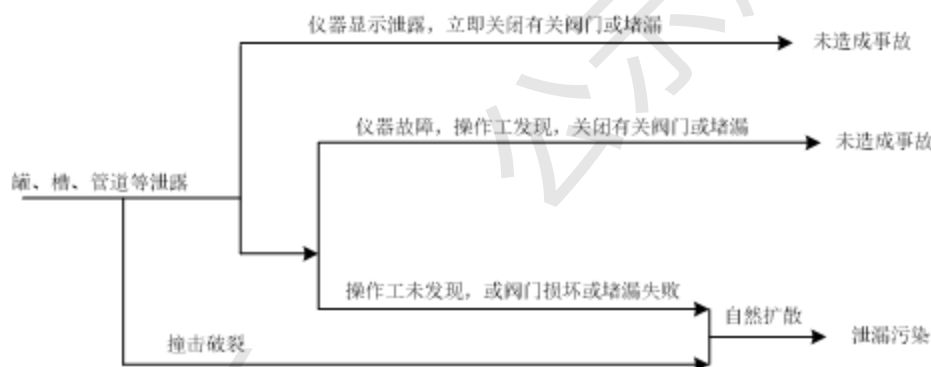 仪器显示泄露，立即关闭有关阀门或堵漏
未造成事故
仪器故障，操作工发现，关闭有关阀门或堵漏
未造成事故
罐、槽、管道等泄露
操作工未发现，或阀门损坏或堵漏失败
自然扩散
泄漏污染
撞击破裂
公示